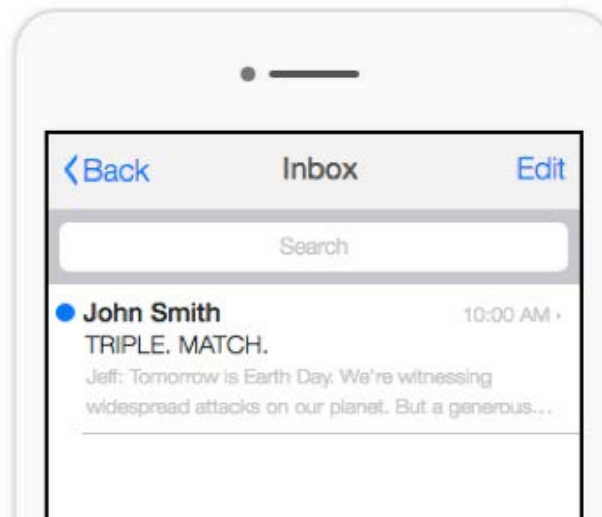 Back Inbox Edit
Search
John Smith 10:00 AM
TRIPLE. MATCH.
Jeff: Tomorrow is Earth Day. We're witnessing
widespread attacks on our planet. But a generous...